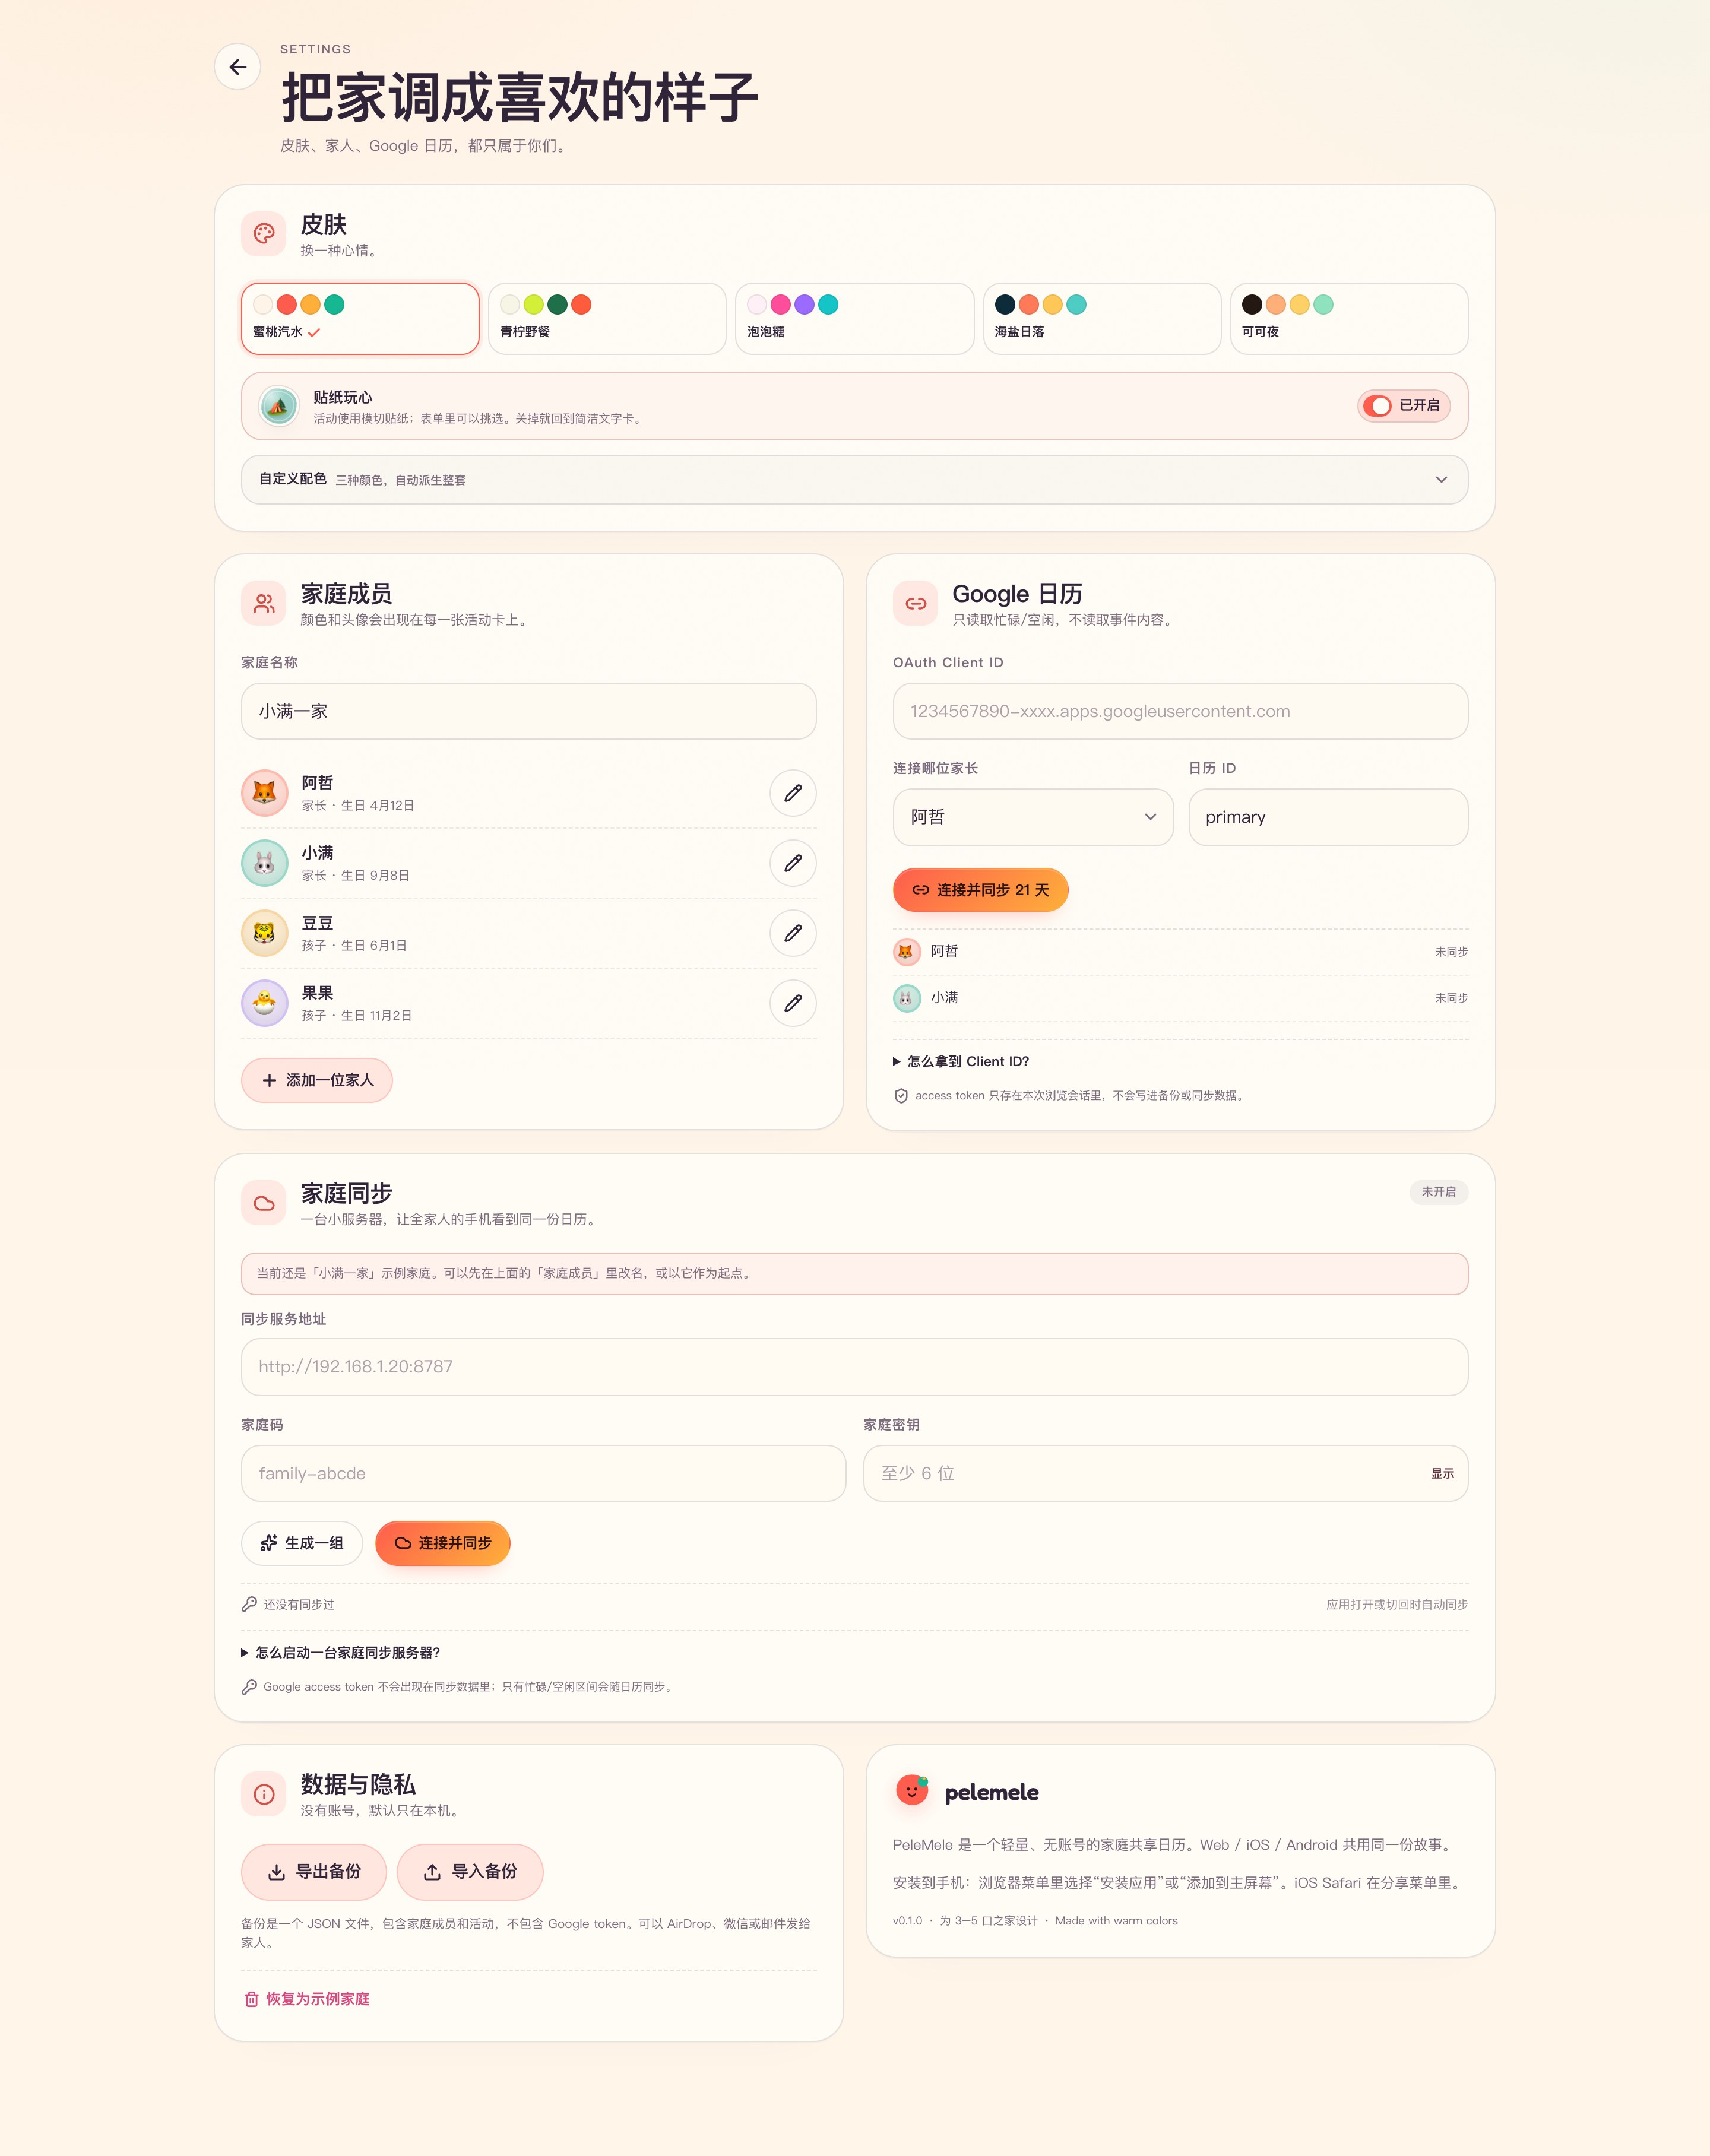 SETTINGS
把家调成喜欢的样子
皮肤、家人、Google 日历，都只属于你们。
皮肤
换一种心情。
蜜桃汽水
青柠野餐
泡泡糖
海盐日落
可可夜
贴纸玩心
活动使用模切贴纸；表单里可以挑选。关掉就回到简洁文字卡。
已开启
自定义配色 三种颜色，自动派生整套
家庭成员
颜色和头像会出现在每一张活动卡上。
家庭名称
小满一家
阿哲
家长 · 生日 4月12日
小满
家长 · 生日 9月8日
豆豆
孩子 · 生日 6月1日
果果
孩子 · 生日 11月2日
添加一位家人
Google 日历
只读取忙碌/空闲，不读取事件内容。
OAuth Client ID
1234567890-xxxx.apps.googleusercontent.com
连接哪位家长
日历 ID
阿哲
primary
连接并同步 21 天
阿哲 未同步
小满 未同步
怎么拿到 Client ID?
access token 只存在本次浏览会话里，不会写进备份或同步数据。
家庭同步
一台小服务器，让全家人的手机看到同一份日历。
未开启
当前还是「小满一家」示例家庭。可以先在上面的「家庭成员」里改名，或以它作为起点。
同步服务地址
http://192.168.1.20:8787
家庭码
家庭密钥
family-abcde
至少 6 位
显示
生成一组
连接并同步
还没有同步过
应用打开或切回时自动同步
怎么启动一台家庭同步服务器?
Google access token 不会出现在同步数据里；只有忙碌/空闲区间会随日历同步。
数据与隐私
没有账号，默认只在本机。
导出备份
导入备份
备份是一个 JSON 文件，包含家庭成员和活动，不包含 Google token。可以 AirDrop、微信或邮件发给
家人。
恢复为示例家庭
pelemele
PeleMele 是一个轻量、无账号的家庭共享日历。Web / iOS / Android 共用同一份故事。
安装到手机：浏览器菜单里选择“安装应用”或“添加到主屏幕”。iOS Safari 在分享菜单里。
v0.1.0 · 为 3–5 口之家设计 · Made with warm colors